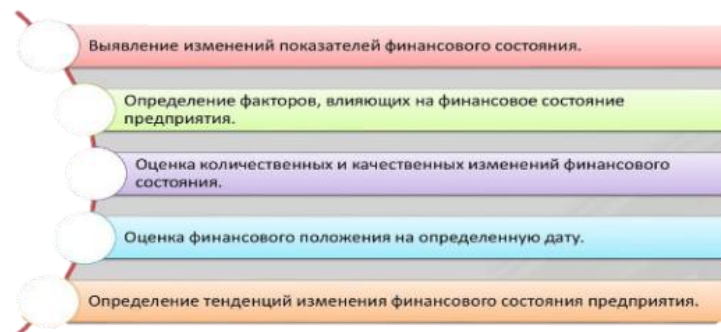 Выявление изменений показателей финансового состояния.
Определение факторов, влияющих на финансовое состояние
предприятия.
Оценка количественных и качественных изменений финансового
состояния.
Оценка финансового положения на определенную дату.
Определение тенденций изменения финансового состояния предприятия.